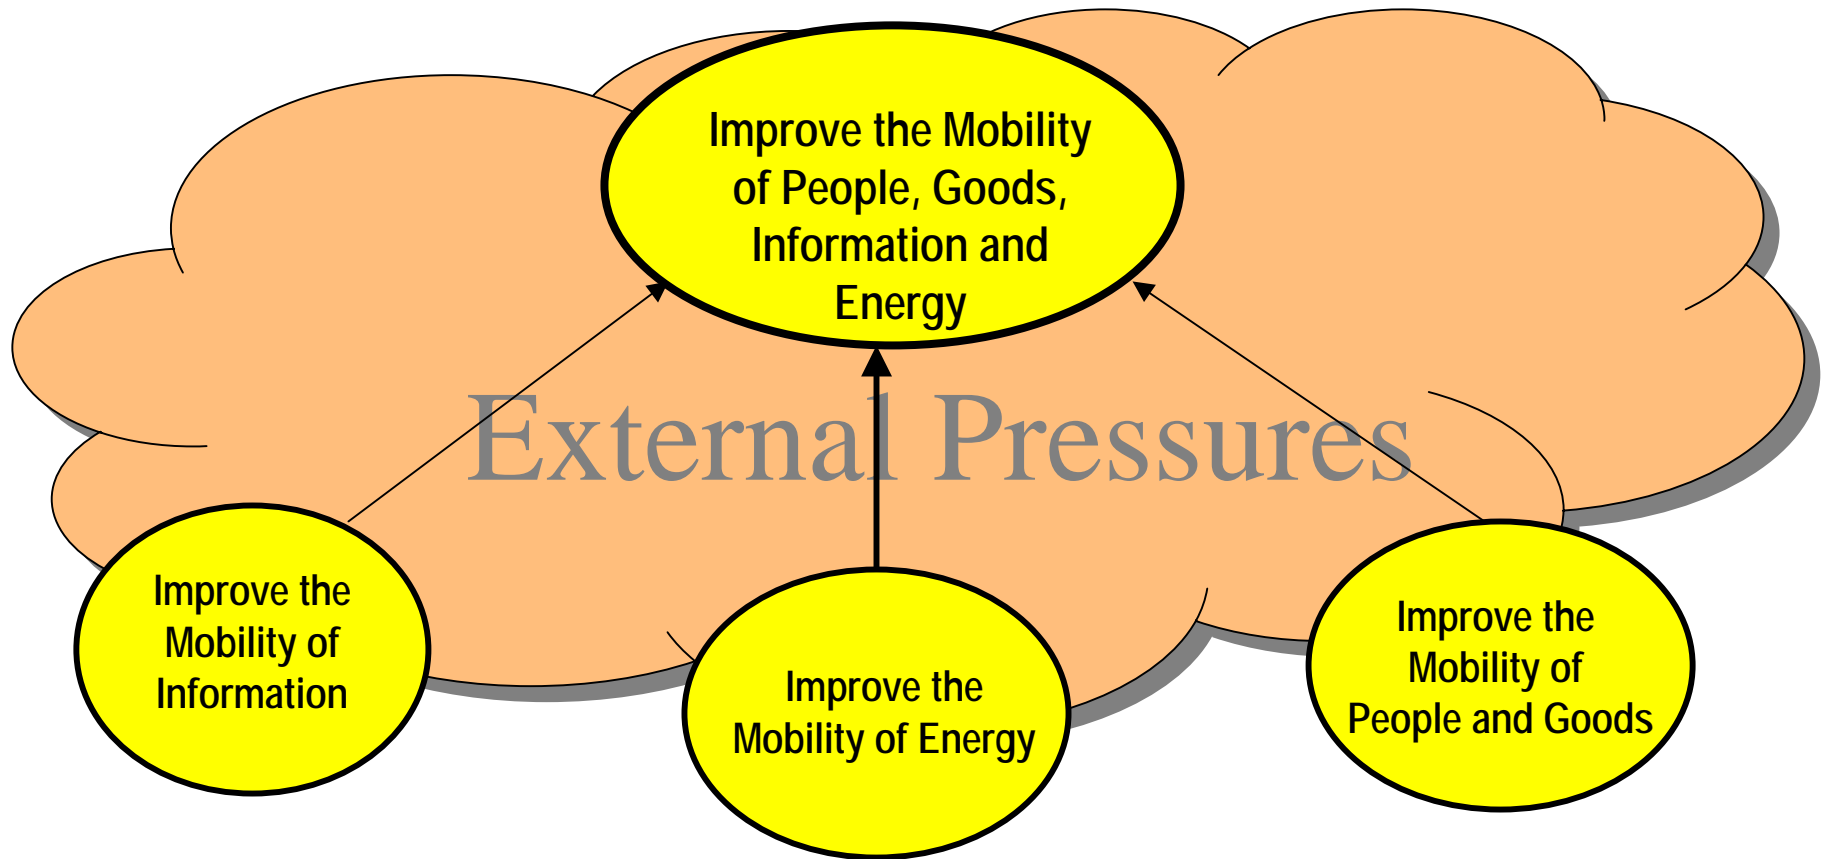 Improve the Mobility
of People, Goods,
Information and
Energy
External Pressures
Improve the
Mobility of
Information
Improve the
Mobility of Energy
Improve the
Mobility of
People and Goods